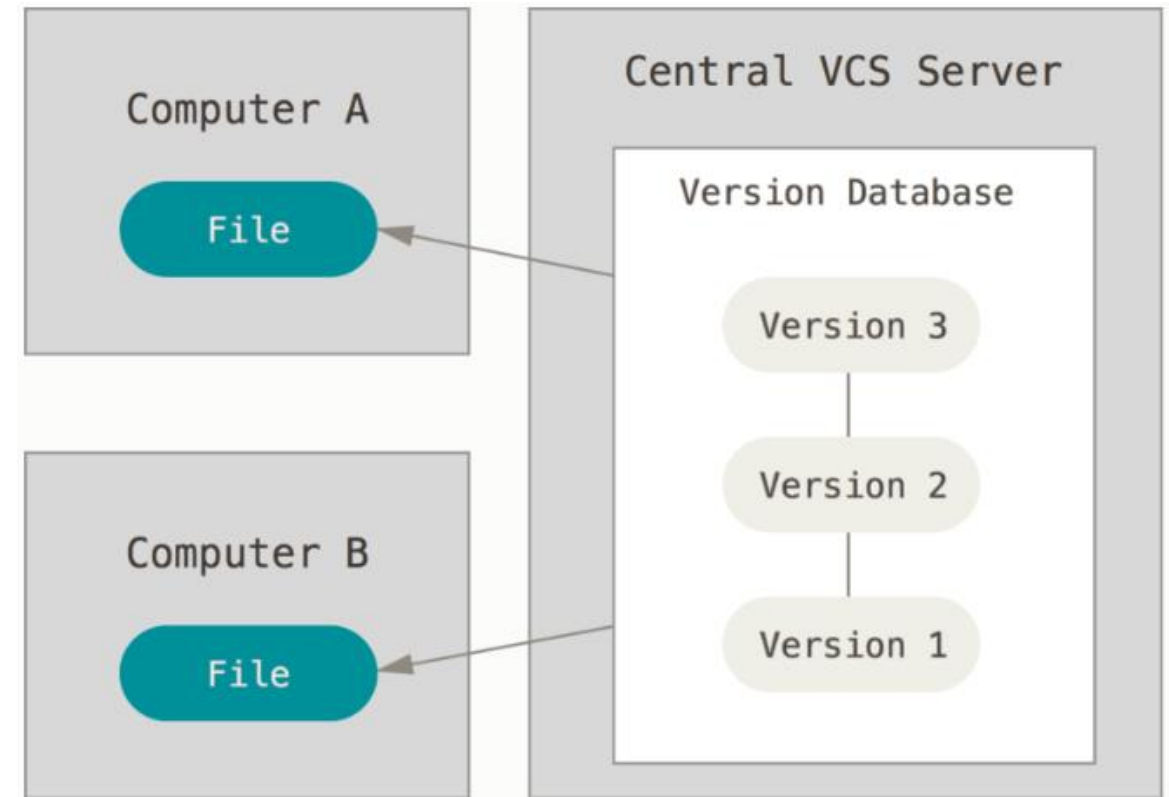 Computer A
File
Computer B
File
Central VCS Server
Version Database
Version 3
Version 2
Version 1